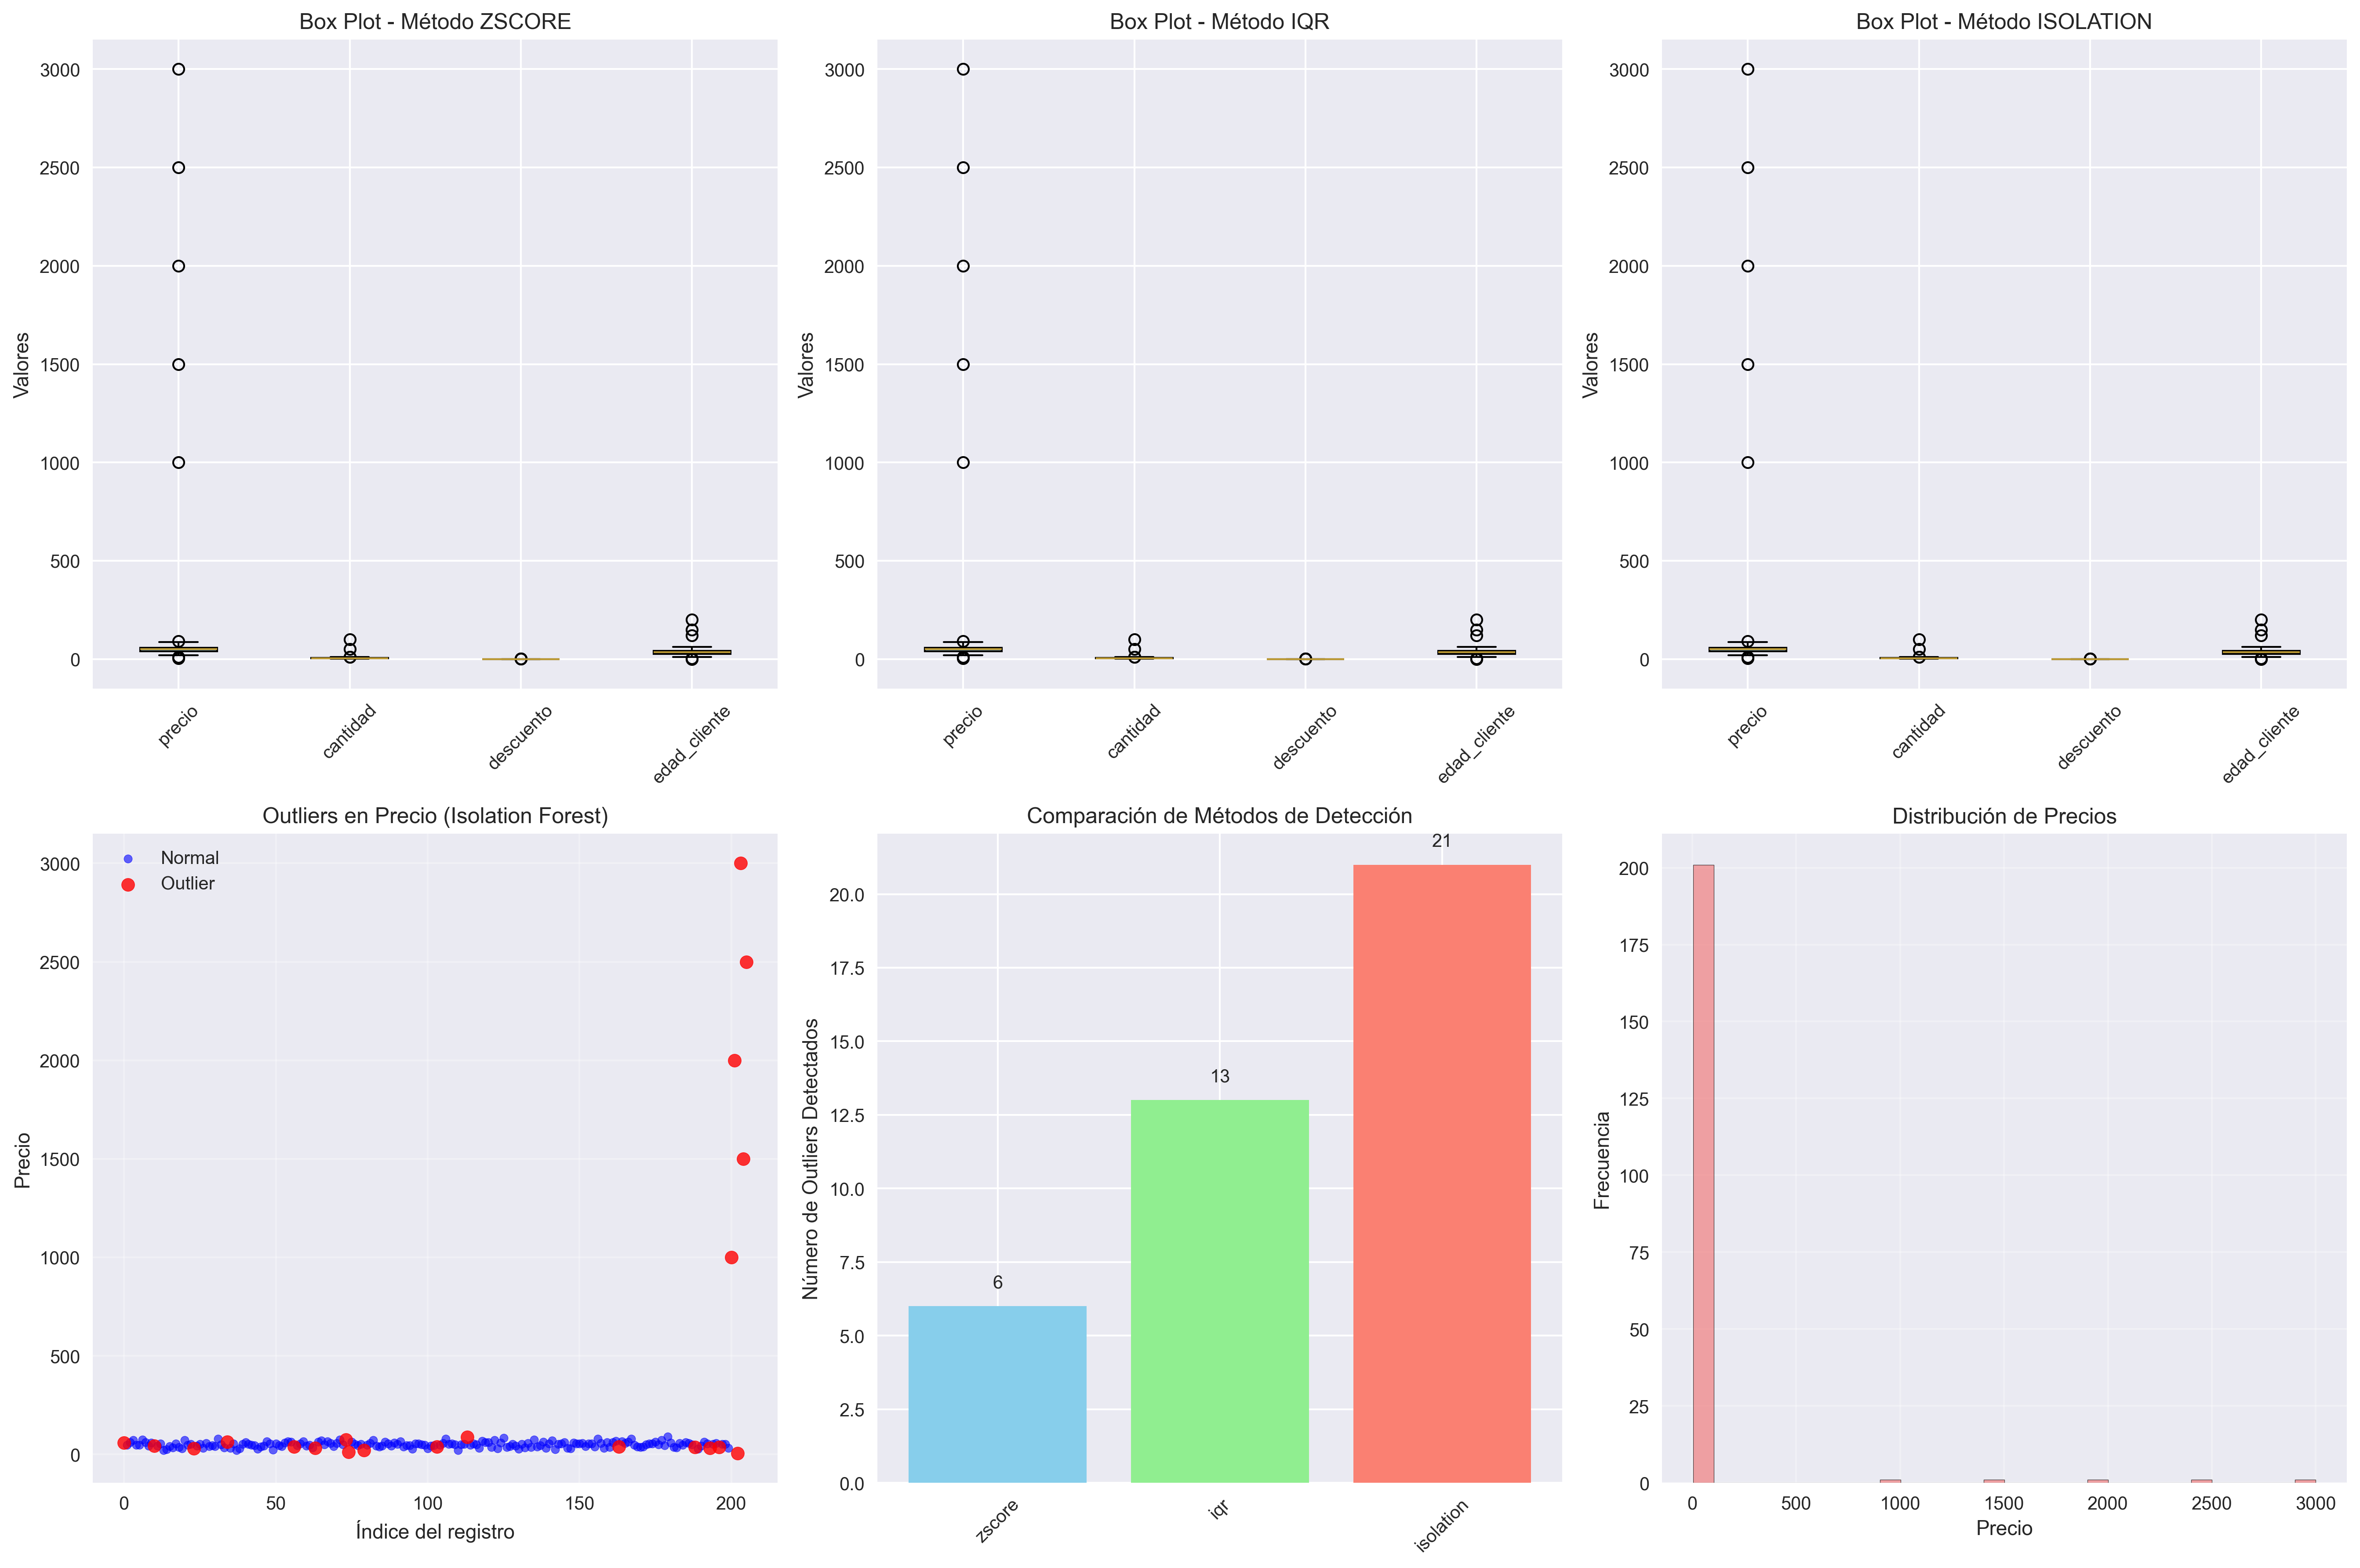 Box Plot - Método ZSCORE
3000
2500
2000
1500
1000
500
0
Valores
precio
cantidad
descuento
edad_cliente
Box Plot - Método IQR
3000
2500
2000
1500
1000
500
0
Valores
precio
cantidad
descuento
edad_cliente
Box Plot - Método ISOLATION
3000
2500
2000
1500
1000
500
0
Valores
precio
cantidad
descuento
edad_cliente
Outliers en Precio (Isolation Forest)
Normal
Outlier
3000
2500
2000
1500
1000
500
0
Precio
0
50
100
150
200
Índice del registro
Comparación de Métodos de Detección
21
13
6
20.0
17.5
15.0
12.5
10.0
7.5
5.0
2.5
0.0
Número de Outliers Detectados
zscore
iqr
isolation
Distribución de Precios
200
175
150
125
100
75
50
25
0
Frecuencia
0
500
1000
1500
2000
2500
3000
Precio